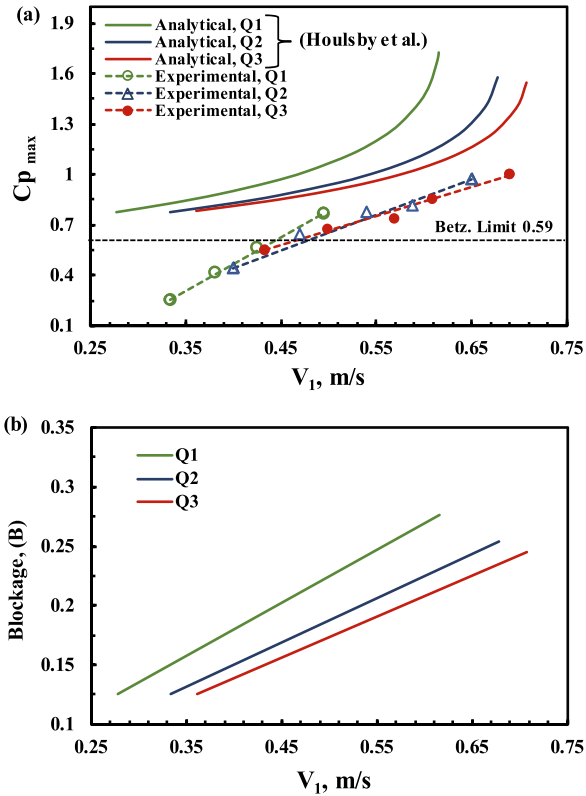 (a)
1.9
1.6
1.3
1
0.7
0.4
0.1
Cp max
Analytical, Q1
Analytical, Q2
Analytical, Q3
(Houlsby et al.)
Experimental, Q1
Experimental, Q2
Experimental, Q3
Betz. Limit 0.59
0.25 0.35 0.45 0.55 0.65 0.75
V1, m/s
(b)
0.35
0.3
0.25
0.2
0.15
0.1
Blockage, (B)
Q1
Q2
Q3
0.25 0.35 0.45 0.55 0.65 0.75
V1, m/s